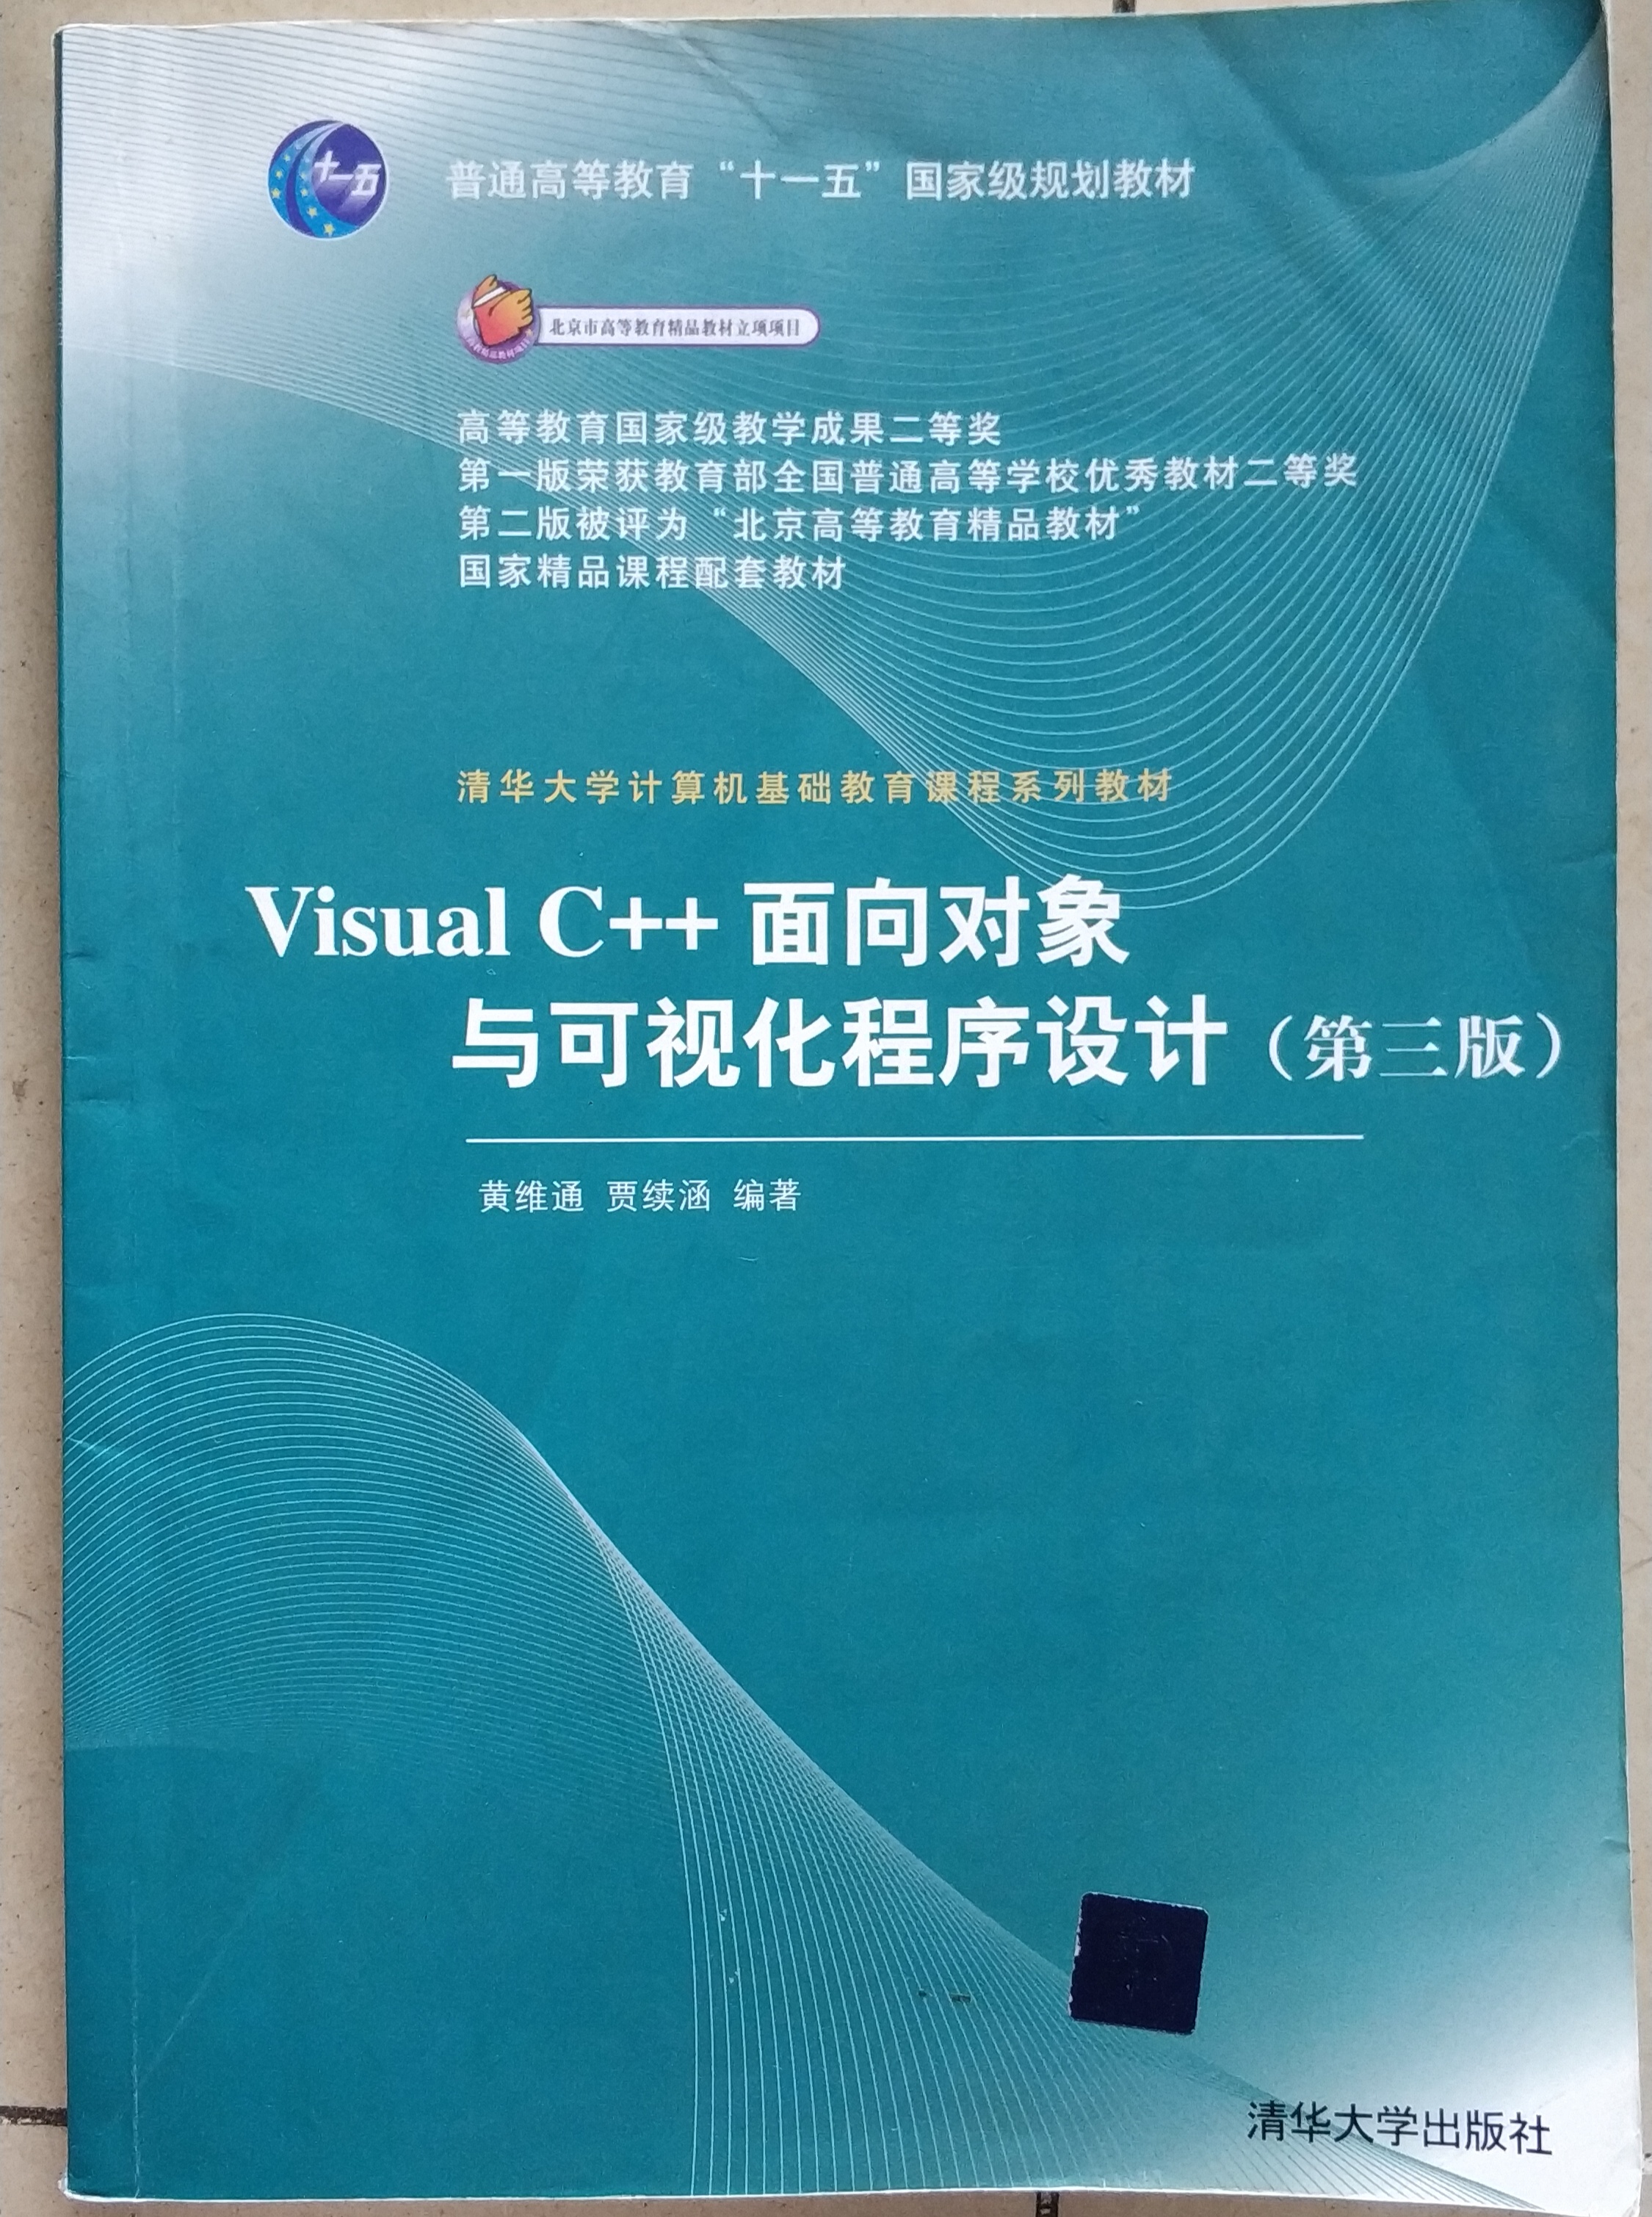 十一五
普通高等教育“十一五”国家级规划教材
北京市高等教育精品教材立项项目
高等教育国家级教学成果二等奖
第一版荣获教育部全国普通高等学校优秀教材二等奖
第二版被评为“北京高等教育精品教材”
国家精品课程配套教材
清华大学计算机基础教育课程系列教材
Visual C++ 面向对象
与可视化程序设计（第三版）
黄维通 贾续涵 编著
清华大学出版社